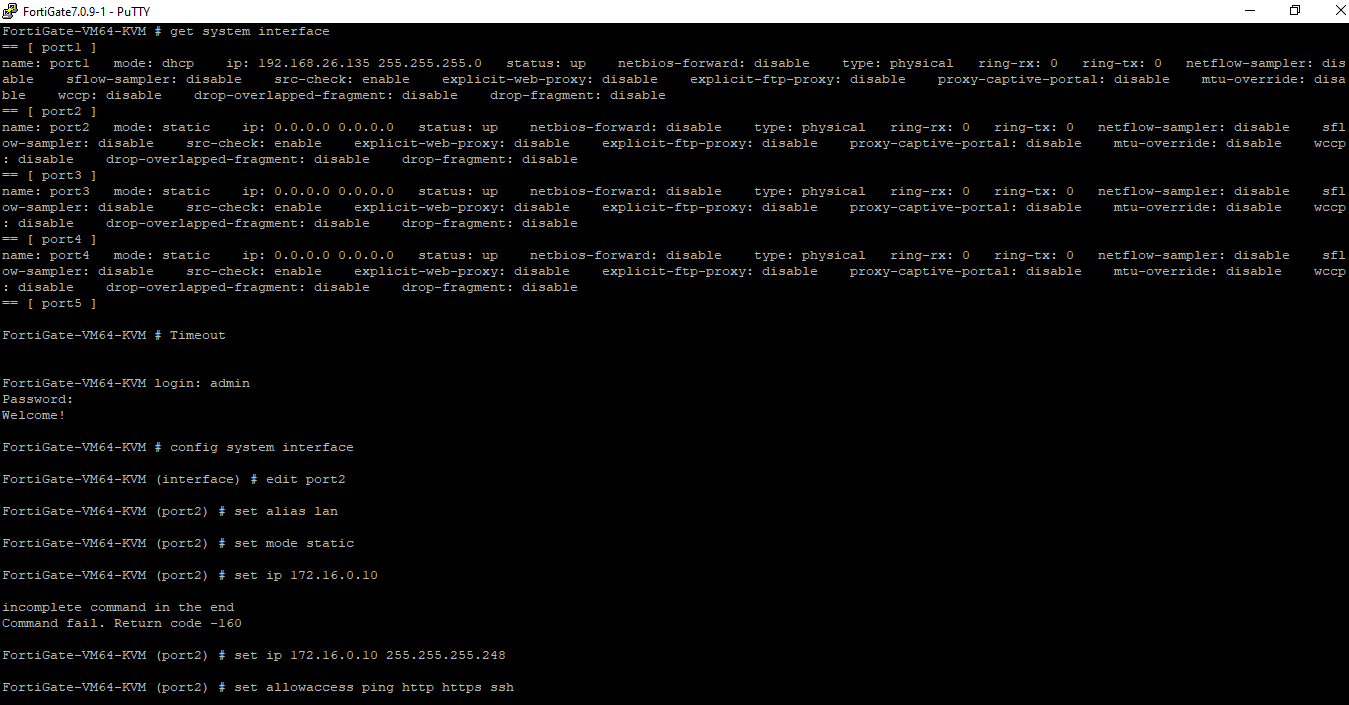 FortiGate7.0.9-1 - PuTTY
FortiGate-VM64-KVM # get system interface
== [ port1 ]
name: port1   mode: dhcp    ip: 192.168.26.135 255.255.255.0   status: up    netbios-forward: disable    type: physical   ring-rx: 0   ring-tx: 0   netflow-sampler: dis
able    sflow-sampler: disable    src-check: enable    explicit-web-proxy: disable    explicit-ftp-proxy: disable    proxy-captive-portal: disable    mtu-override: disa
ble    wccp: disable    drop-overlapped-fragment: disable    drop-fragment: disable
== [ port2 ]
name: port2   mode: static    ip: 0.0.0.0 0.0.0.0   status: up    netbios-forward: disable    type: physical   ring-rx: 0   ring-tx: 0   netflow-sampler: disable    sfl
ow-sampler: disable    src-check: enable    explicit-web-proxy: disable    explicit-ftp-proxy: disable    proxy-captive-portal: disable    mtu-override: disable    wccp
: disable    drop-overlapped-fragment: disable    drop-fragment: disable
== [ port3 ]
name: port3   mode: static    ip: 0.0.0.0 0.0.0.0   status: up    netbios-forward: disable    type: physical   ring-rx: 0   ring-tx: 0   netflow-sampler: disable    sfl
ow-sampler: disable    src-check: enable    explicit-web-proxy: disable    explicit-ftp-proxy: disable    proxy-captive-portal: disable    mtu-override: disable    wccp
: disable    drop-overlapped-fragment: disable    drop-fragment: disable
== [ port4 ]
name: port4   mode: static    ip: 0.0.0.0 0.0.0.0   status: up    netbios-forward: disable    type: physical   ring-rx: 0   ring-tx: 0   netflow-sampler: disable    sfl
ow-sampler: disable    src-check: enable    explicit-web-proxy: disable    explicit-ftp-proxy: disable    proxy-captive-portal: disable    mtu-override: disable    wccp
: disable    drop-overlapped-fragment: disable    drop-fragment: disable
== [ port5 ]
FortiGate-VM64-KVM # Timeout
FortiGate-VM64-KVM login: admin
Password:
Welcome!
FortiGate-VM64-KVM # config system interface
FortiGate-VM64-KVM (interface) # edit port2
FortiGate-VM64-KVM (port2) # set alias lan
FortiGate-VM64-KVM (port2) # set mode static
FortiGate-VM64-KVM (port2) # set ip 172.16.0.10
incomplete command in the end
Command fail. Return code -160
FortiGate-VM64-KVM (port2) # set ip 172.16.0.10 255.255.255.248
FortiGate-VM64-KVM (port2) # set allowaccess ping http https ssh